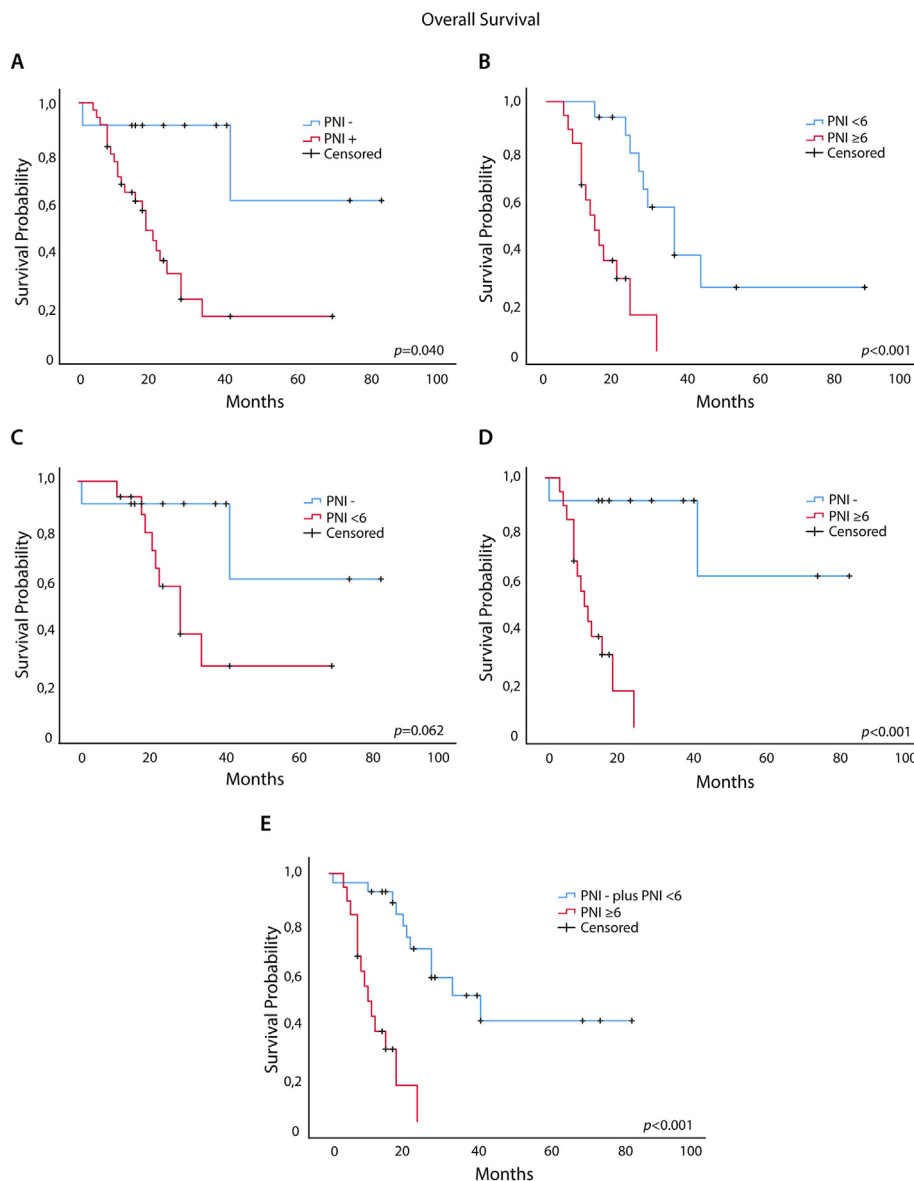 Overall Survival
A
Survival Probability
1,0
0,8
0,6
0,4
0,2
0
PNI -
PNI +
Censored
p=0.040
0 20 40 60 80 100
Months
B
Survival Probability
1,0
0,8
0,6
0,4
0,2
0
PNI <6
PNI ≥6
Censored
p<0.001
0 20 40 60 80 100
Months
C
Survival Probability
1,0
0,8
0,6
0,4
0,2
0
PNI -
PNI <6
Censored
p=0.062
0 20 40 60 80 100
Months
D
Survival Probability
1,0
0,8
0,6
0,4
0,2
0
PNI -
PNI ≥6
Censored
p<0.001
0 20 40 60 80 100
Months
E
Survival Probability
1,0
0,8
0,6
0,4
0,2
0
PNI - plus PNI <6
PNI ≥6
Censored
p<0.001
0 20 40 60 80 100
Months